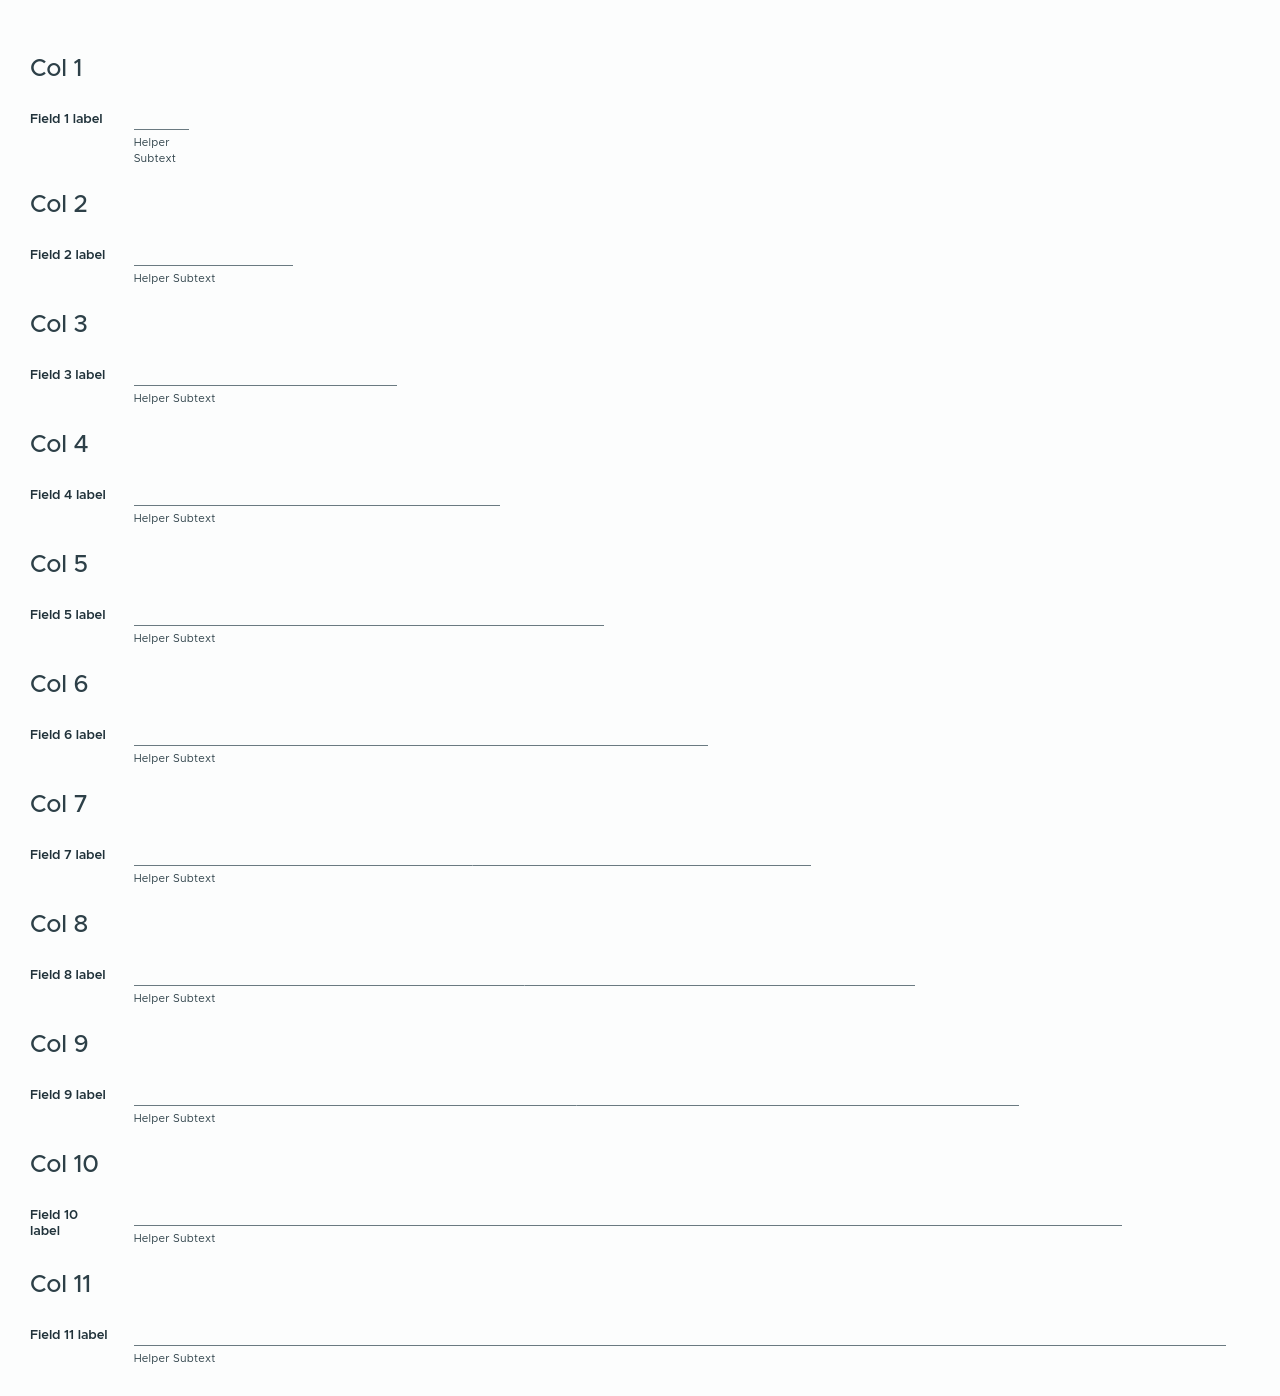 Col 1
Field 1 label
Helper
Subtext
Col 2
Field 2 label
Helper Subtext
Col 3
Field 3 label
Helper Subtext
Col 4
Field 4 label
Helper Subtext
Col 5
Field 5 label
Helper Subtext
Col 6
Field 6 label
Helper Subtext
Col 7
Field 7 label
Helper Subtext
Col 8
Field 8 label
Helper Subtext
Col 9
Field 9 label
Helper Subtext
Col 10
Field 10
label
Helper Subtext
Col 11
Field 11 label
Helper Subtext